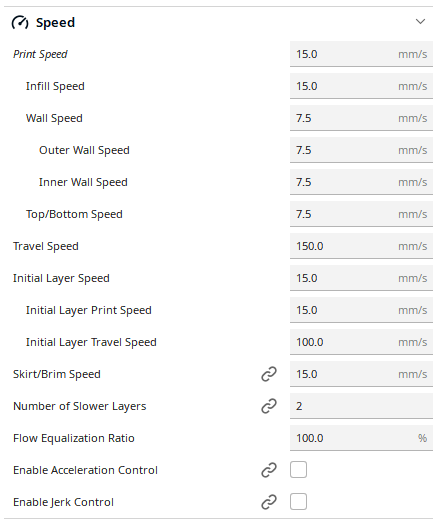 Speed
Print Speed 15.0 mm/s
Infill Speed 15.0 mm/s
Wall Speed 7.5 mm/s
Outer Wall Speed 7.5 mm/s
Inner Wall Speed 7.5 mm/s
Top/Bottom Speed 7.5 mm/s
Travel Speed 150.0 mm/s
Initial Layer Speed 15.0 mm/s
Initial Layer Print Speed 15.0 mm/s
Initial Layer Travel Speed 100.0 mm/s
Skirt/Brim Speed 15.0 mm/s
Number of Slower Layers 2
Flow Equalization Ratio 100.0 %
Enable Acceleration Control
Enable Jerk Control